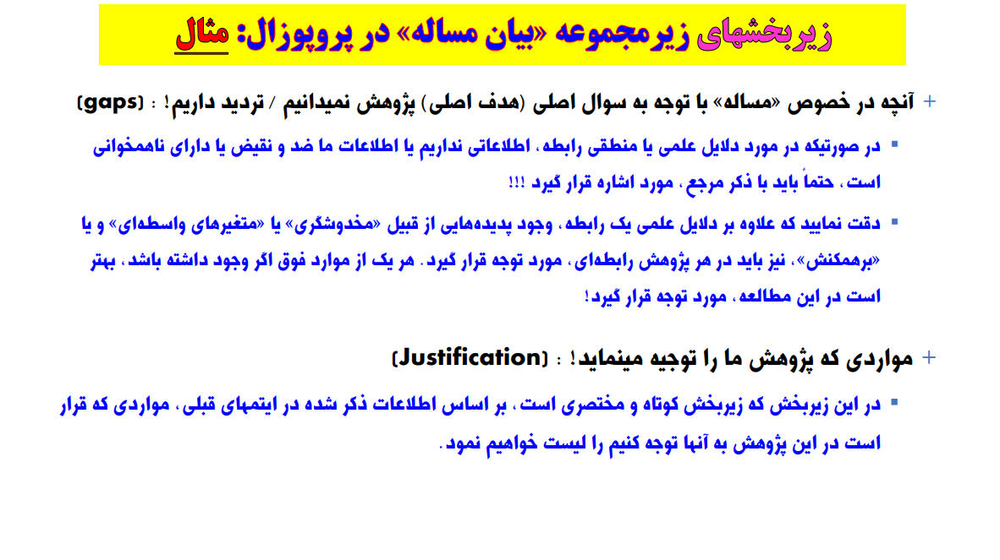 زیربخشهای زیرمجموعه «بیان مساله» در پروپوزال: مثال
+ آنچه در خصوص «مساله» با توجه به سوال اصلی (هدف اصلی) پژوهش نمیدانیم / تردید داریم! : (gaps)
▪ در صورتیکه در مورد دلایل علمی یا منطقی رابطه، اطلاعاتی نداریم یا اطلاعات ما ضد و نقیض یا دارای ناهمخوانی
است، حتماً باید با ذکر مرجع، مورد اشاره قرار گیرد !!!
▪ دقت نمایید که علاوه بر دلایل علمی یک رابطه، وجود پدیده‌هایی از قبیل «مخدوشگری» یا «متغیرهای واسطه‌ای» و یا
«برهمکنش»، نیز باید در هر پژوهش رابطه‌ای، مورد توجه قرار گیرد. هر یک از موارد فوق اگر وجود داشته باشد، بهتر
است در این مطالعه، مورد توجه قرار گیرد!
+ مواردی که پژوهش ما را توجیه مینماید! : (Justification)
▪ در این زیربخش که زیربخش کوتاه و مختصری است، بر اساس اطلاعات ذکر شده در ایتمهای قبلی، مواردی که قرار
است در این پژوهش به آنها توجه کنیم را لیست خواهیم نمود.